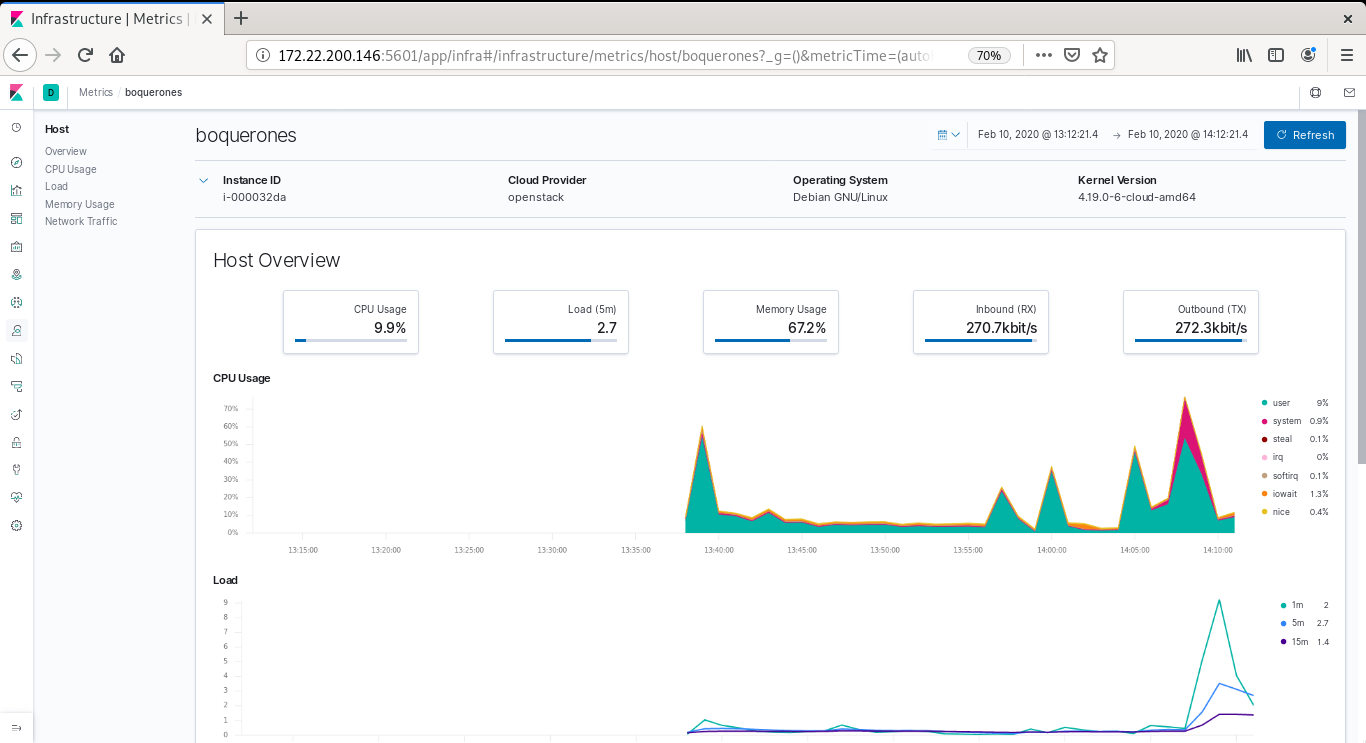 Infrastructure | Metrics |
172.22.200.146:5601/app/infra#/infrastructure/metrics/host/boquerones?_g=()&metricTime=(auto
70%
D Metrics / boquerones
Host
Overview
CPU Usage
Load
Memory Usage
Network Traffic
boquerones
Feb 10, 2020 @ 13:12:21.4 → Feb 10, 2020 @ 14:12:21.4 Refresh
Instance ID Cloud Provider Operating System Kernel Version
i-000032da openstack Debian GNU/Linux 4.19.0-6-cloud-amd64
Host Overview
CPU Usage Load (5m) Memory Usage Inbound (RX) Outbound (TX)
9.9% 2.7 67.2% 270.7kbit/s 272.3kbit/s
CPU Usage
70%
60%
50%
40%
30%
20%
10%
0%
13:15:00 13:20:00 13:25:00 13:30:00 13:35:00 13:40:00 13:45:00 13:50:00 13:55:00 14:00:00 14:05:00 14:10:00
user 9%
system 0.9%
steal 0.1%
irq 0%
softirq 0.1%
iowait 1.3%
nice 0.4%
Load
9
8
7
6
5
4
3
2
1
0
1m 2
5m 2.7
15m 1.4